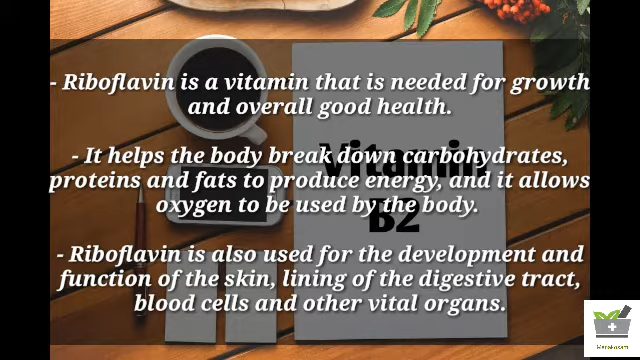 - Riboflavin is a vitamin that is needed for growth
and overall good health.
- It helps the body break down carbohydrates,
proteins and fats to produce energy, and it allows
oxygen to be used by the body.
- Riboflavin is also used for the development and
function of the skin, lining of the digestive tract,
blood cells and other vital organs.
Vitamin
B2